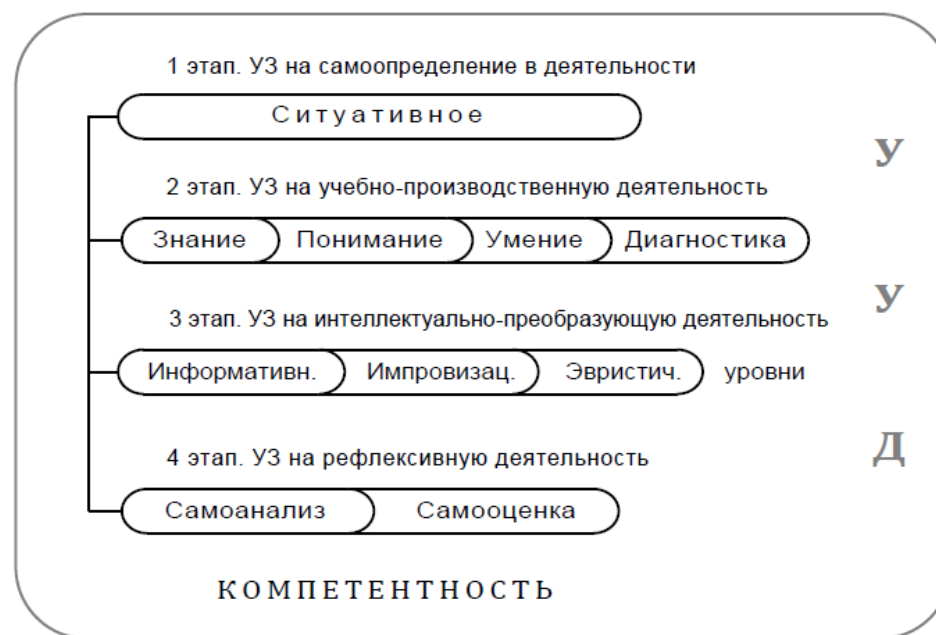 1 этап. УЗ на самоопределение в деятельности
Ситуативное
У
2 этап. УЗ на учебно-производственную деятельность
Знание Понимание Умение Диагностика
У
3 этап. УЗ на интеллектуально-преобразующую деятельность
Информативн. Импровизац. Эвристич. уровни
Д
4 этап. УЗ на рефлексивную деятельность
Самоанализ Самооценка
КОМПЕТЕНТНОСТЬ